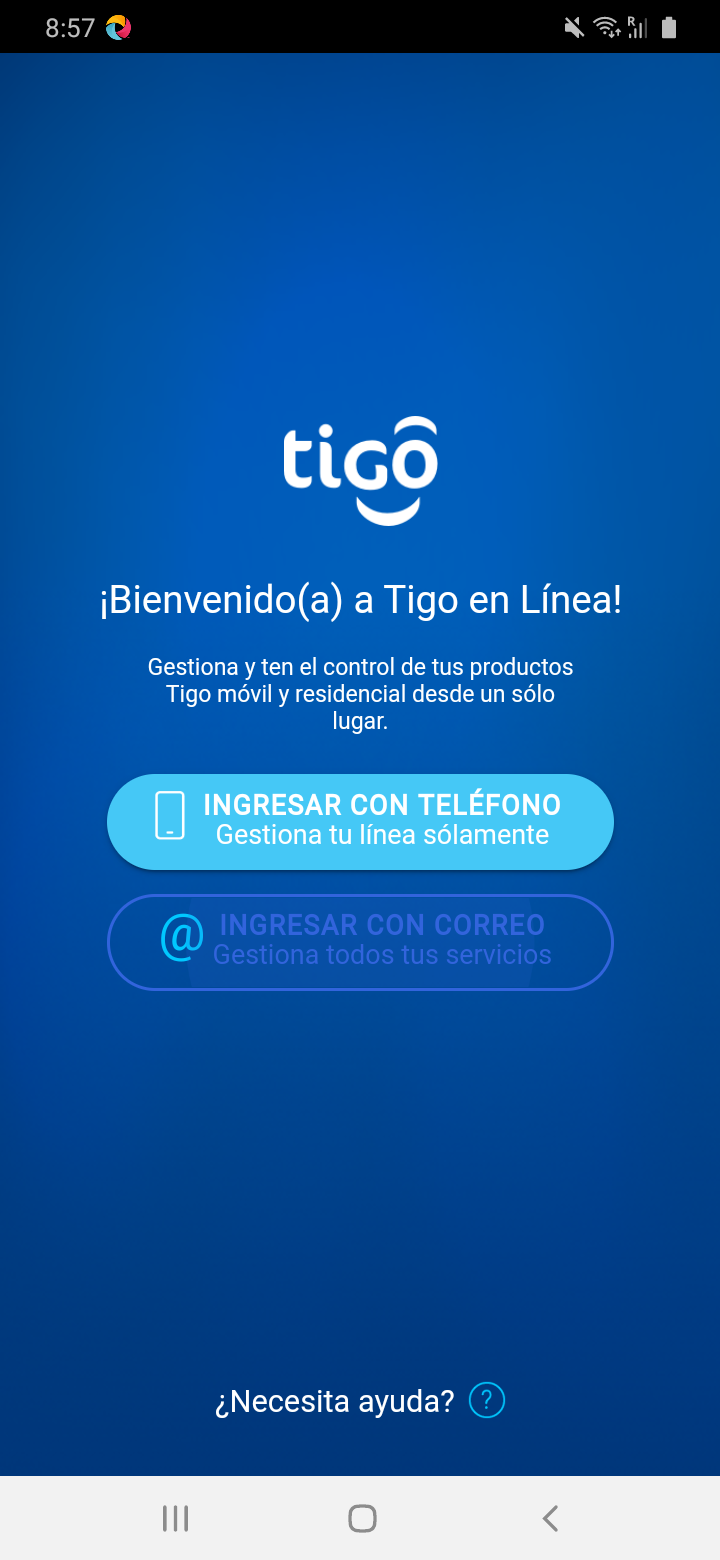 8:57
R
tigo
¡Bienvenido(a) a Tigo en Línea!
Gestiona y ten el control de tus productos
Tigo móvil y residencial desde un sólo
lugar.
INGRESAR CON TELÉFONO
Gestiona tu línea sólamente
@ INGRESAR CON CORREO
Gestiona todos tus servicios
¿Necesita ayuda? ?